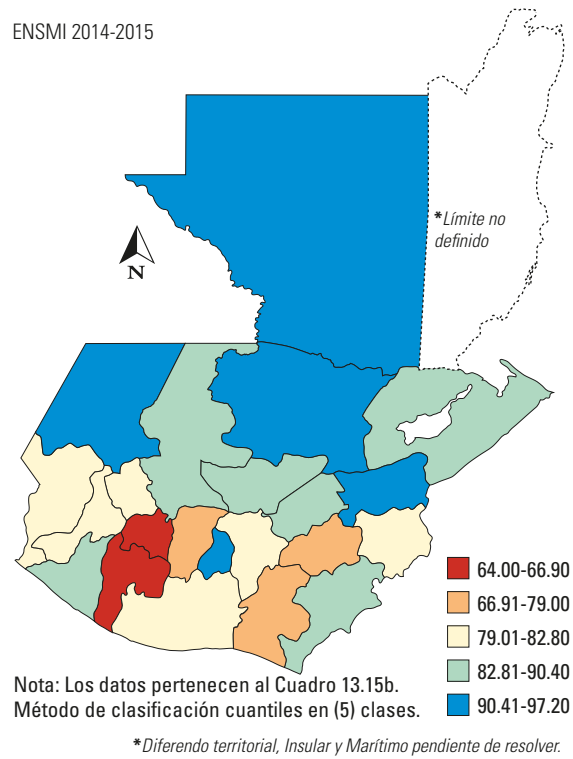 ENSMI 2014-2015
*Límite no
definido
N
64.00-66.90
66.91-79.00
79.01-82.80
82.81-90.40
90.41-97.20
Nota: Los datos pertenecen al Cuadro 13.15b.
Método de clasificación cuantiles en (5) clases.
*Diferendo territorial, Insular y Marítimo pendiente de resolver.